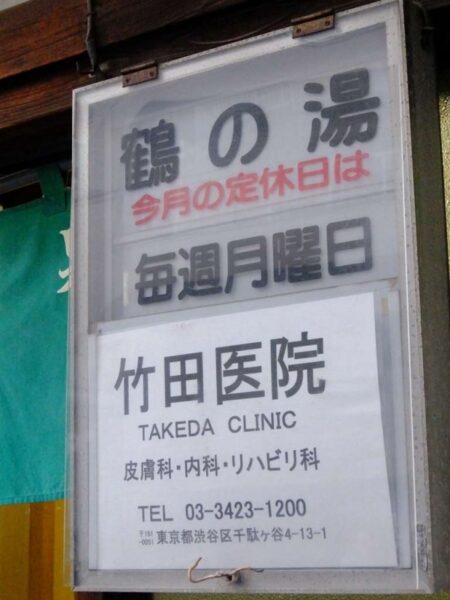 鶴の湯
今月の定休日は
毎週月曜日
竹田医院
TAKEDA CLINIC
皮膚科・内科・リハビリ科
TEL 03-3423-1200
〒151-0051 東京都渋谷区千駄ヶ谷4-13-1